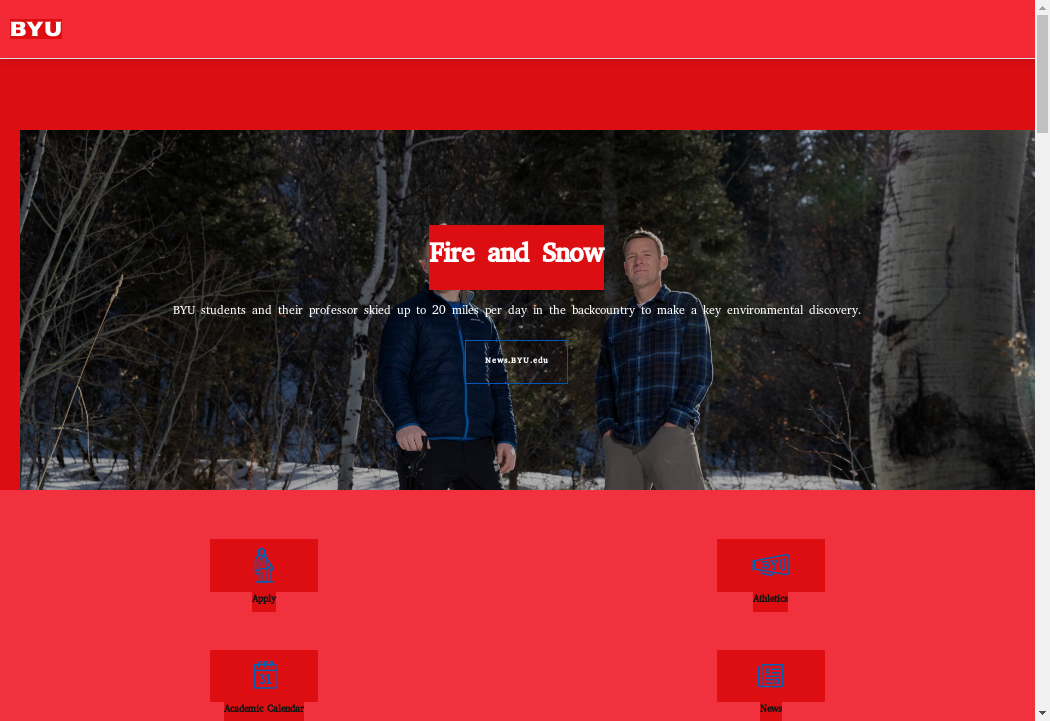 BYU
Fire and Snow
BYU students and their professor skied up to 20 miles per day in the backcountry to make a key environmental discovery.
News.BYU.edu
Apply
Athletics
Academic Calendar
News